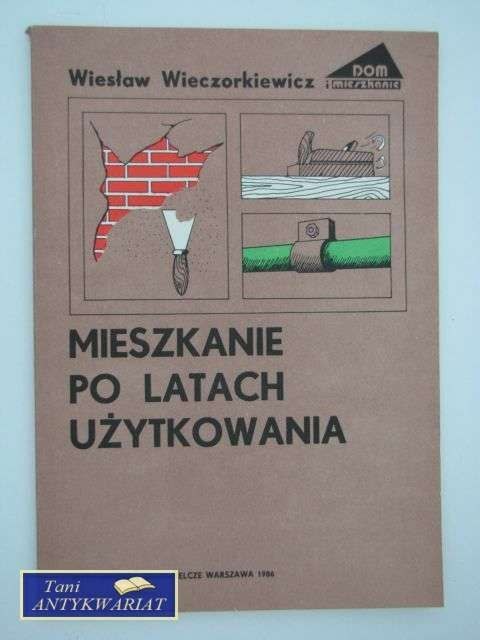 Wiesław Wieczorkiewicz
DOM
i mieszkanie
MIESZKANIE
PO LATACH
UŻYTKOWANIA
WARSZAWA 1986
Tani
ANTYKWARIAT